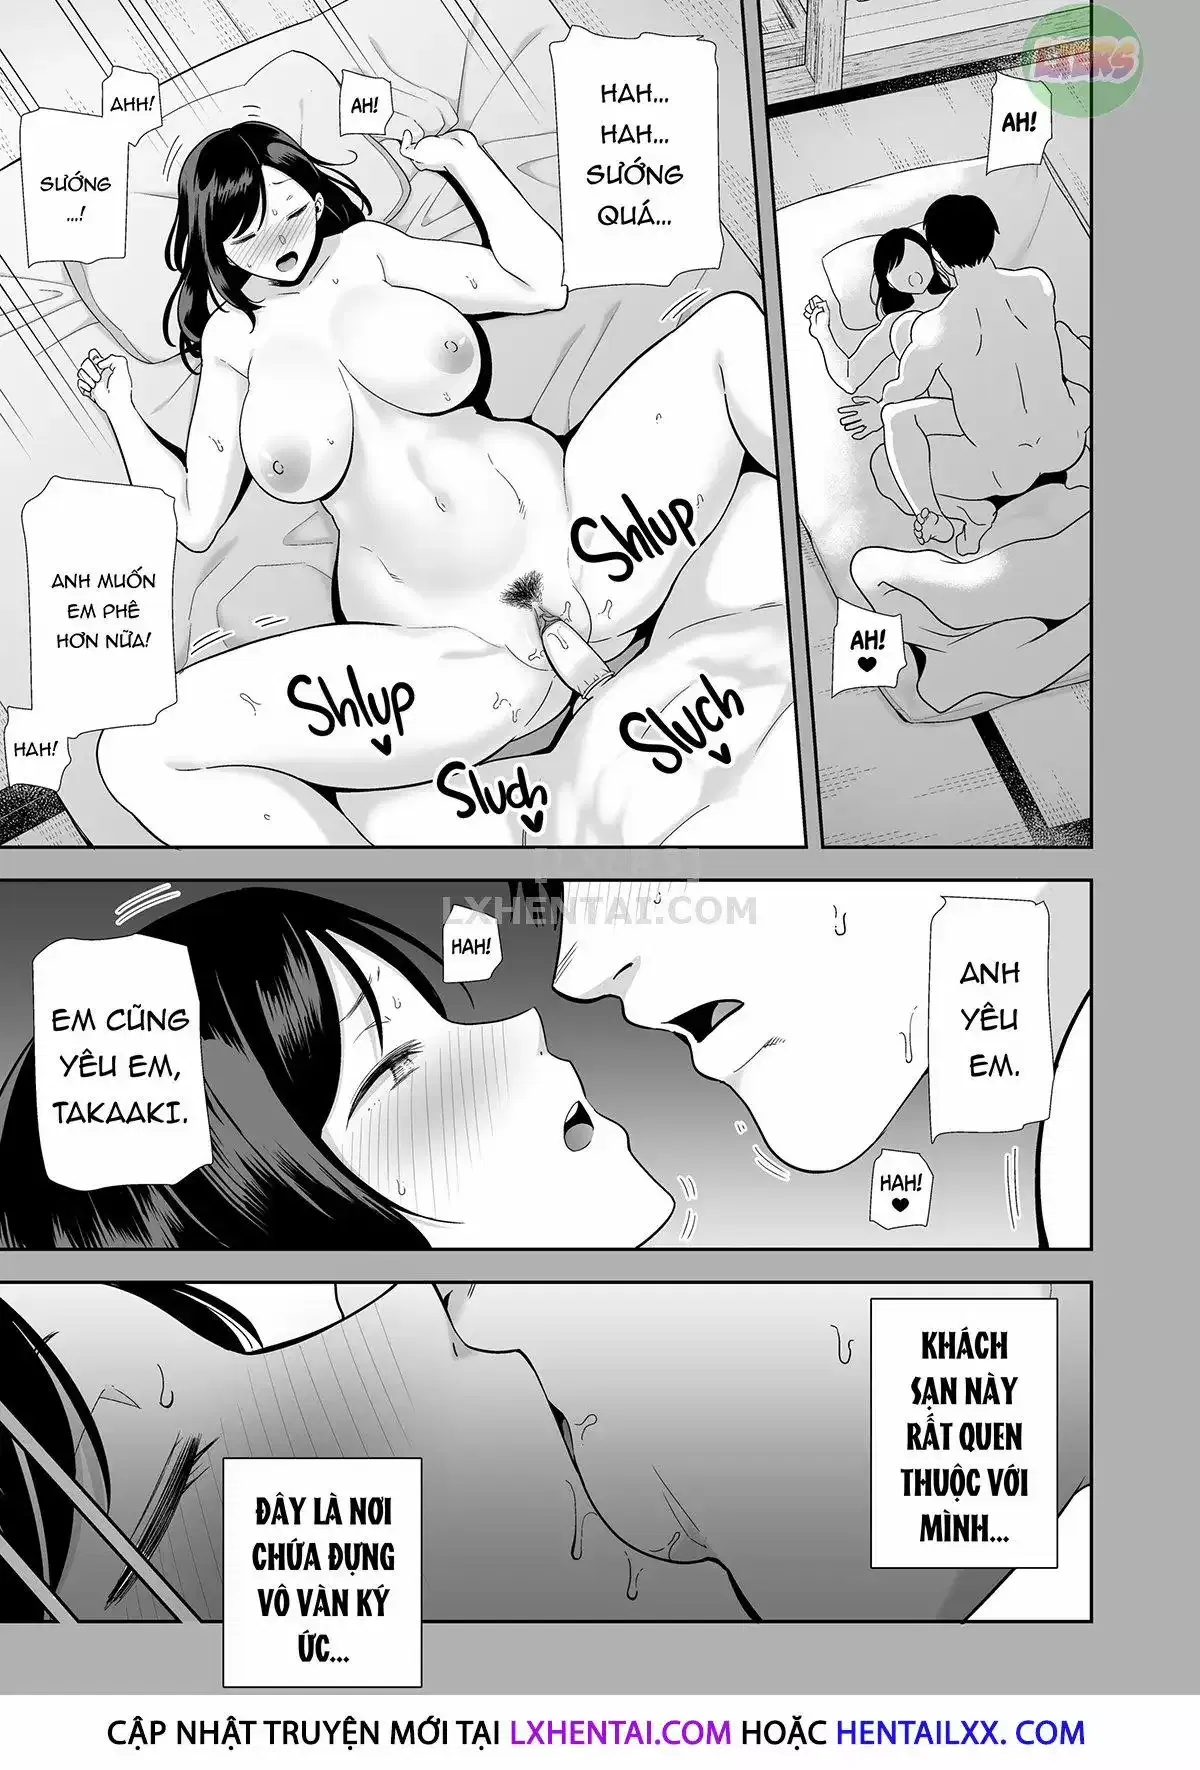 LXERS
AH!
AH!
HAH...
HAH...
SƯỚNG
QUÁ...
AH!
AHH!
SƯỚNG
...!
Shlup
ANH MUỐN
EM PHÊ
HƠN NỮA!
HAH!
Shlup
Sluch
Sluch
[LXERS]
LXHENTAI.COM
ANH
YÊU
EM.
HAH!
EM CŨNG
YÊU EM,
TAKAAKI.
HAH!
KHÁCH
SẠN NÀY
RẤT QUEN
THUỘC VỚI
MÌNH...
ĐÂY LÀ NƠI
CHỨA ĐỰNG
VÔ VÀN KÝ
ỨC...
CẬP NHẬT TRUYỆN MỚI TẠI LXHENTAI.COM HOẶC HENTAILXX. COM